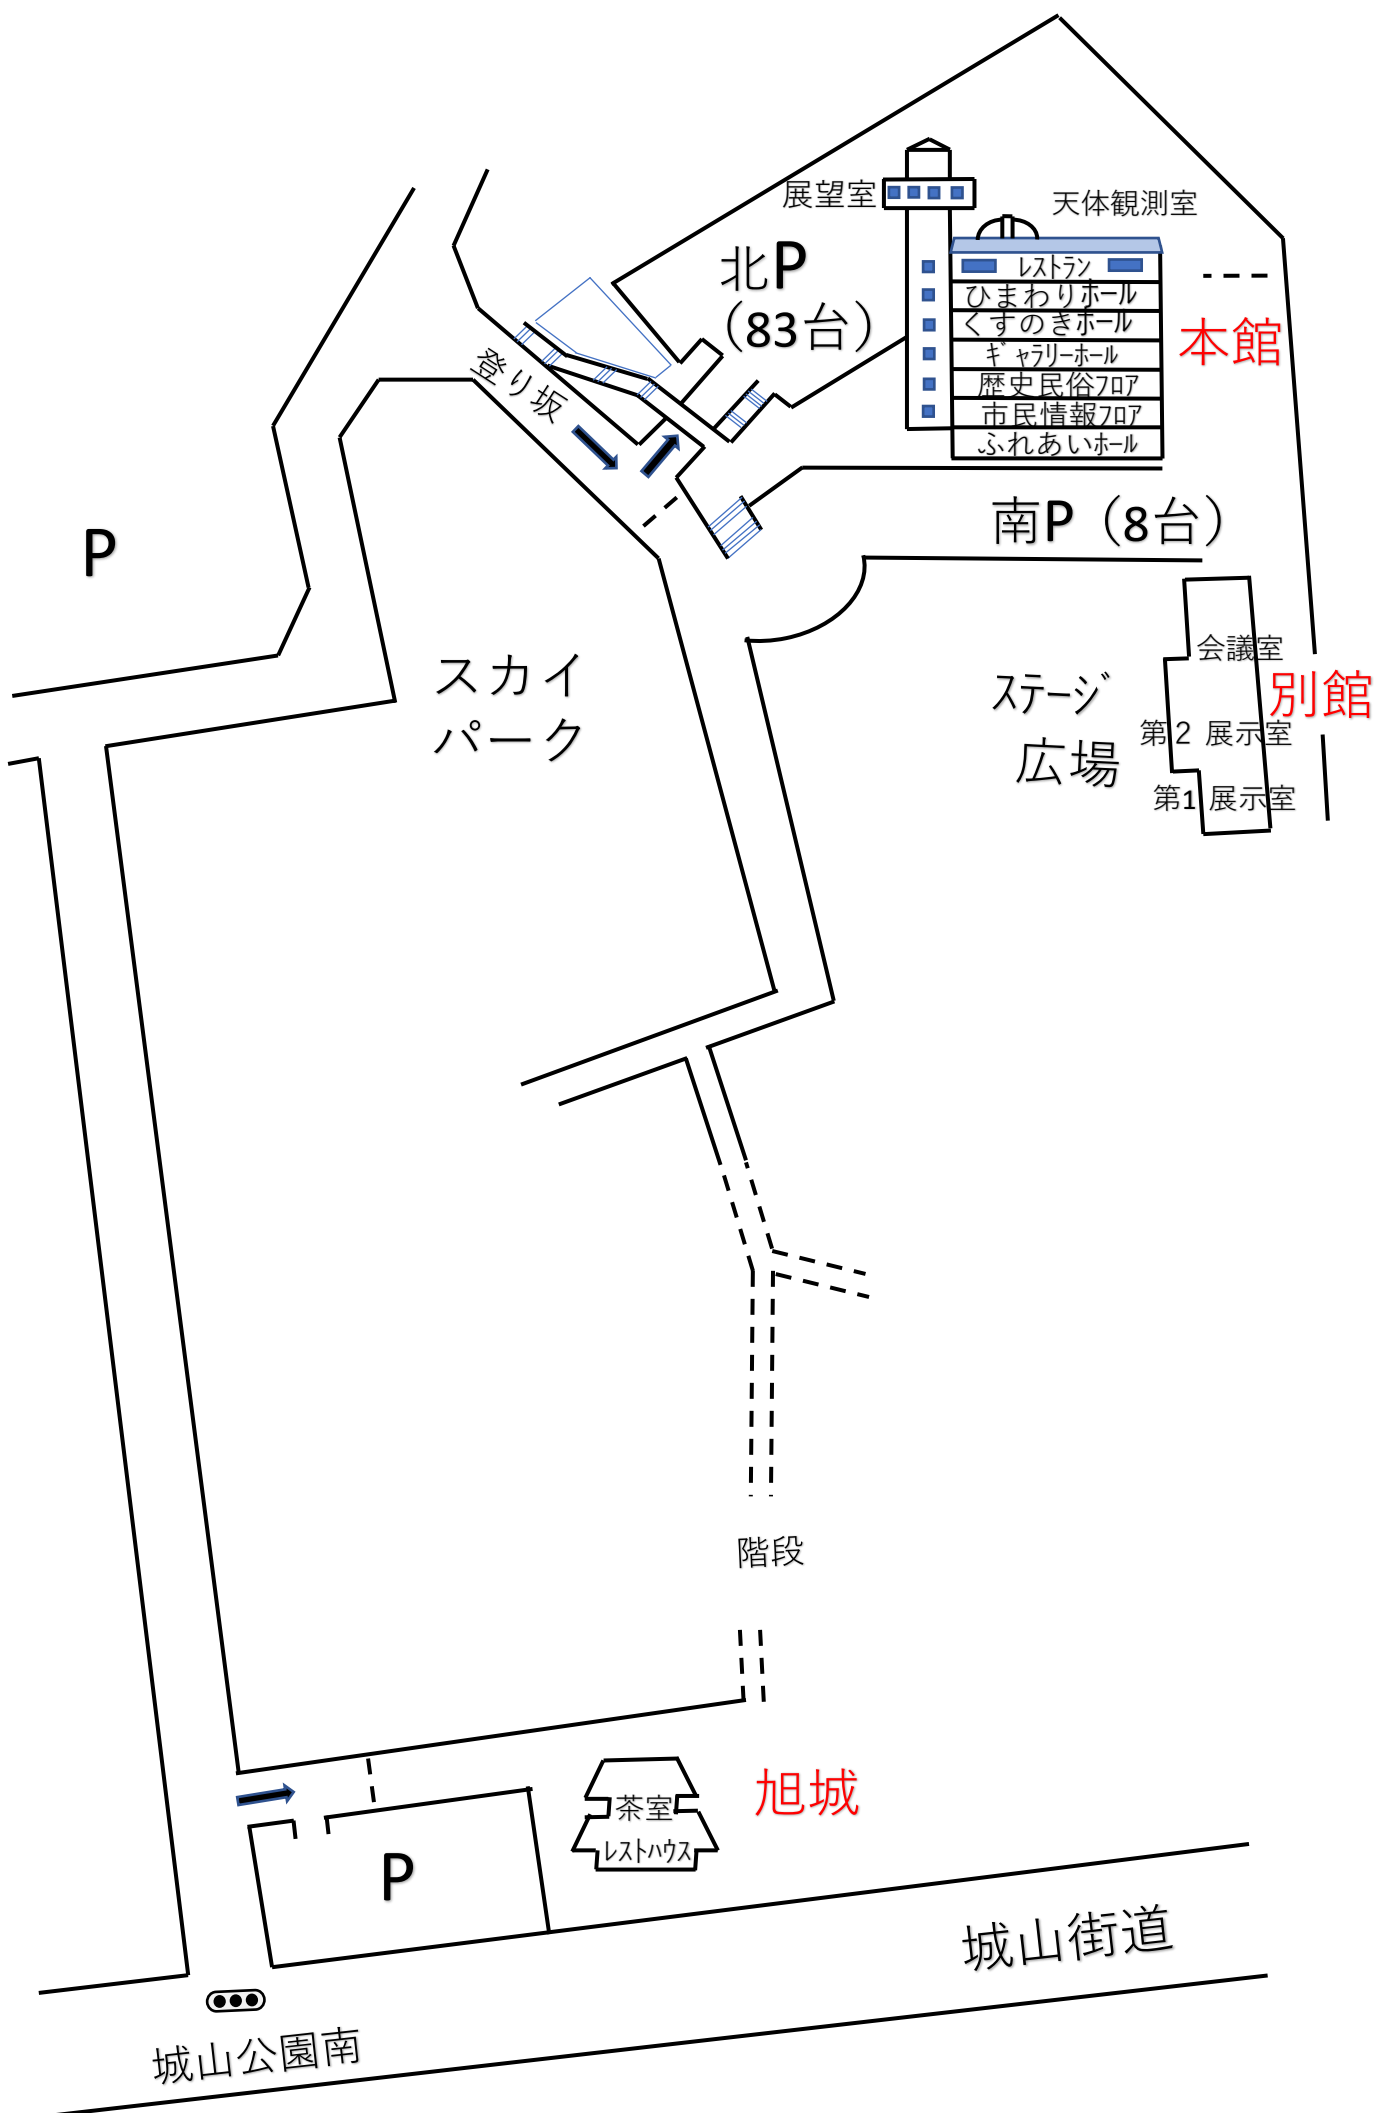 展望室
天体観測室
北P
（83台）
レストラン
ひまわりホール
くすのきホール
ギャラリーホール
歴史民俗フロア
市民情報フロア
ふれあいホール
本館
登り坂
南P（8台）
P
スカイ
パーク
ステージ
広場
会議室
別館
第2 展示室
第1 展示室
階段
旭城
茶室
レストハウス
P
城山街道
城山公園南